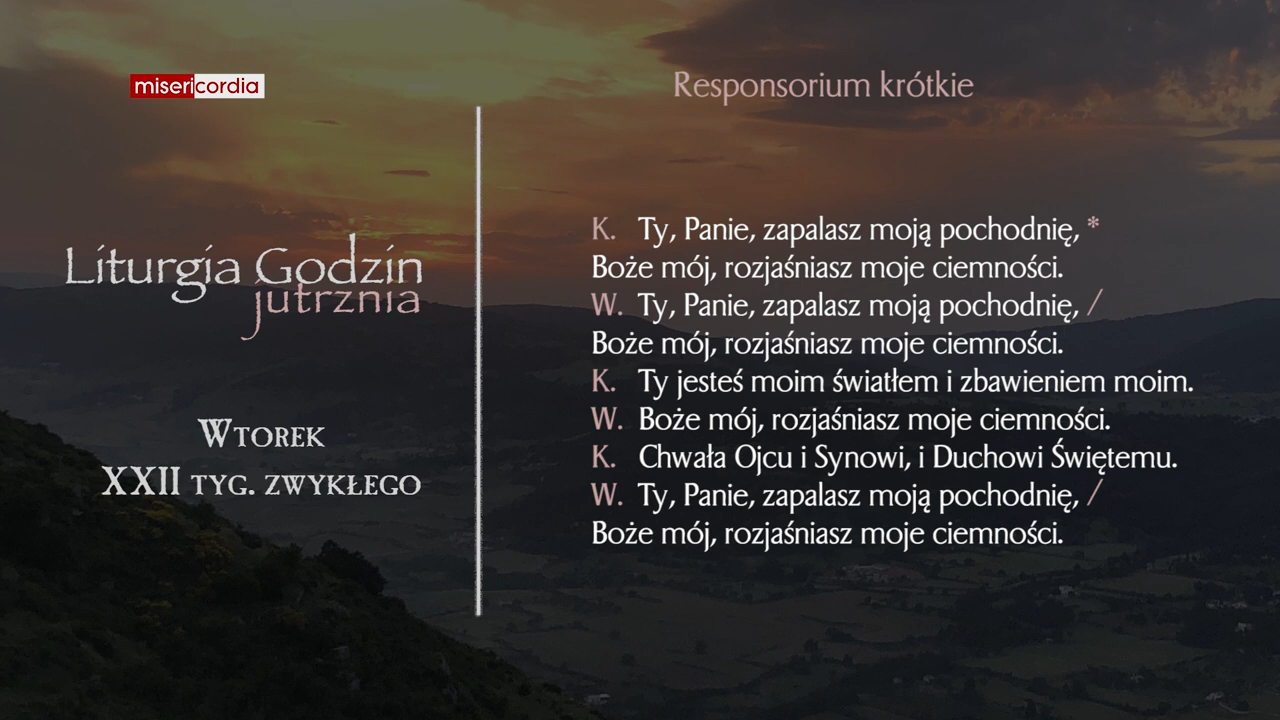 misericordia
Liturgia Godzin
jutrznia
Wtorek
XXII tyg. zwykłego
Responsorium krótkie
K. Ty, Panie, zapalasz moją pochodnię, *
Boże mój, rozjaśniasz moje ciemności.
W. Ty, Panie, zapalasz moją pochodnię, /
Boże mój, rozjaśniasz moje ciemności.
K. Ty jesteś moim światłem i zbawieniem moim.
W. Boże mój, rozjaśniasz moje ciemności.
K. Chwała Ojcu i Synowi, i Duchowi Świętemu.
W. Ty, Panie, zapalasz moją pochodnię, /
Boże mój, rozjaśniasz moje ciemności.